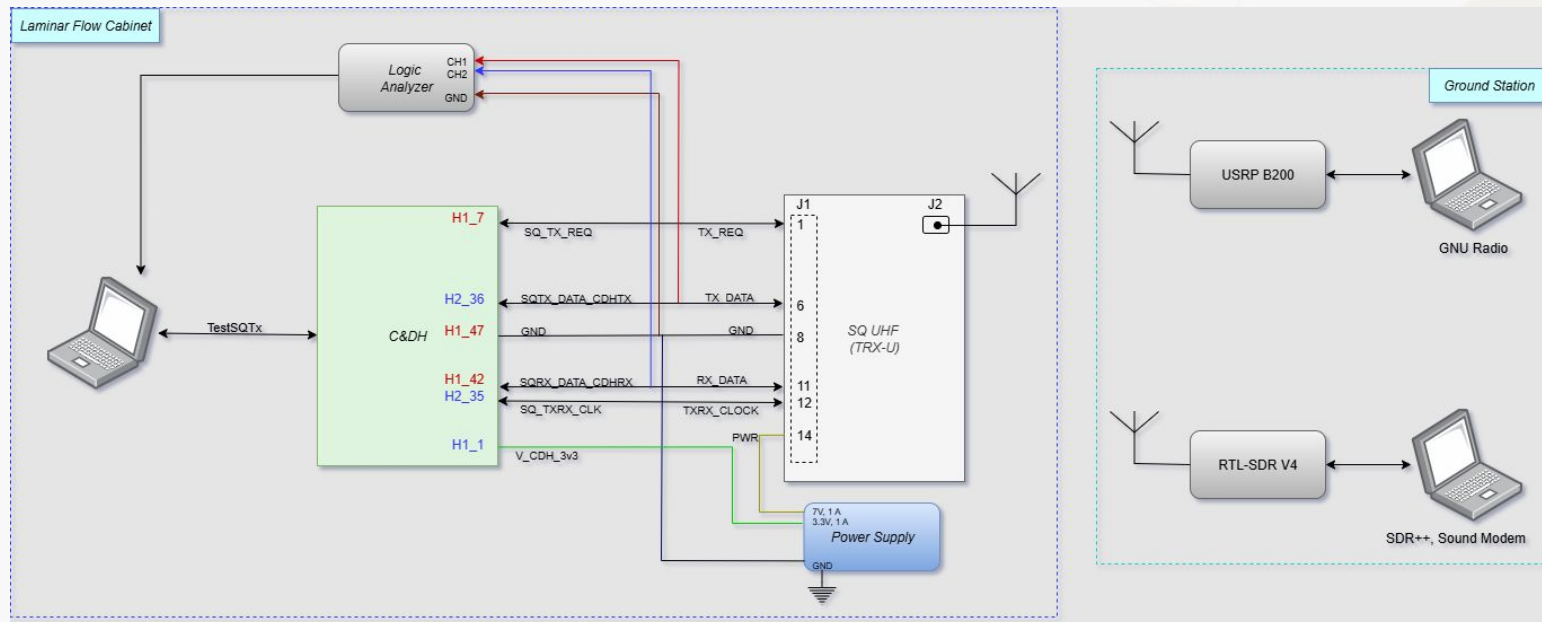 Laminar Flow Cabinet
Logic
Analyzer
CH1
CH2
GND
Ground Station
USRP B200
GNU Radio
J1
J2
H1_7
SQ_TX_REQ
TX_REQ
1
H2_36
SQTX_DATA_CDHTX
TX_DATA
6
TestSQTx
C&DH
H1_47
GND
GND
8
SQ UHF
(TRX-U)
H1_42
SQRX_DATA_CDHRX
RX_DATA
11
H2_35
SQ_TXRX_CLK
TXRX_CLOCK
12
H1_1
V_CDH_3v3
PWR
14
7V, 1 A
3.3V, 1 A
Power Supply
GND
RTL-SDR V4
SDR++, Sound Modem